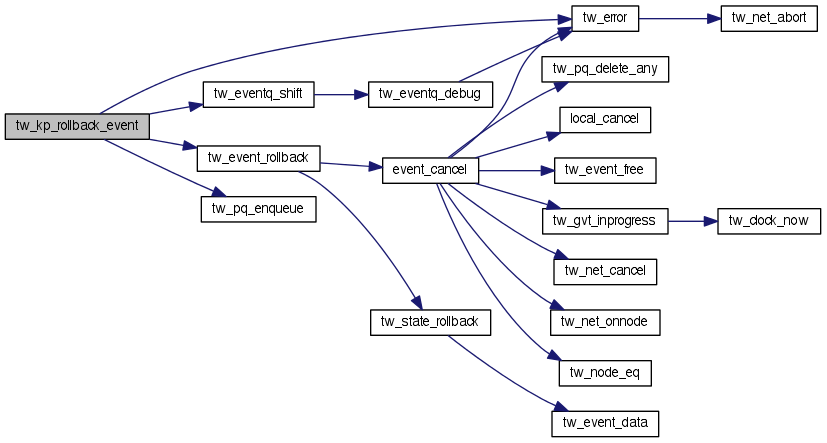 tw_error
tw_net_abort
tw_pq_delete_any
tw_eventq_shift
tw_eventq_debug
local_cancel
tw_kp_rollback_event
tw_event_rollback
event_cancel
tw_event_free
tw_pq_enqueue
tw_gvt_inprogress
tw_clock_now
tw_net_cancel
tw_state_rollback
tw_net_onnode
tw_node_eq
tw_event_data